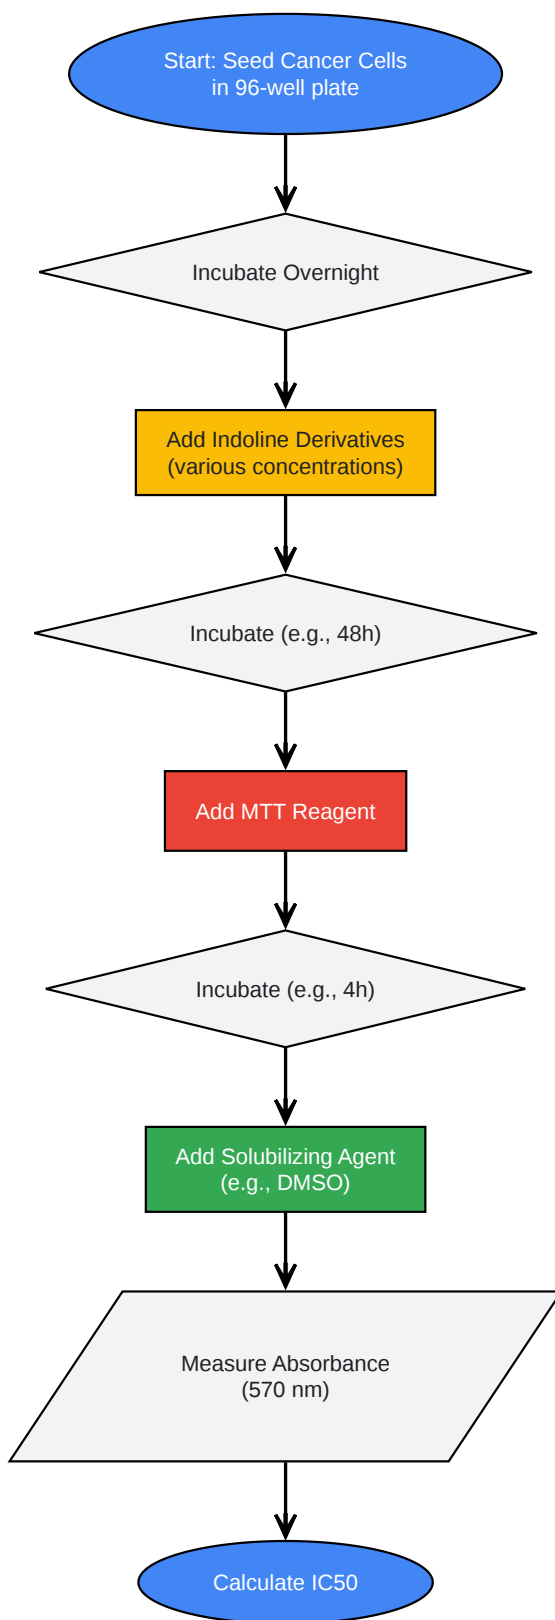 Start: Seed Cancer Cells
in 96-well plate
Incubate Overnight
Add Indoline Derivatives
(various concentrations)
Incubate (e.g., 48h)
Add MTT Reagent
Incubate (e.g., 4h)
Add Solubilizing Agent
(e.g., DMSO)
Measure Absorbance
(570 nm)
Calculate IC50